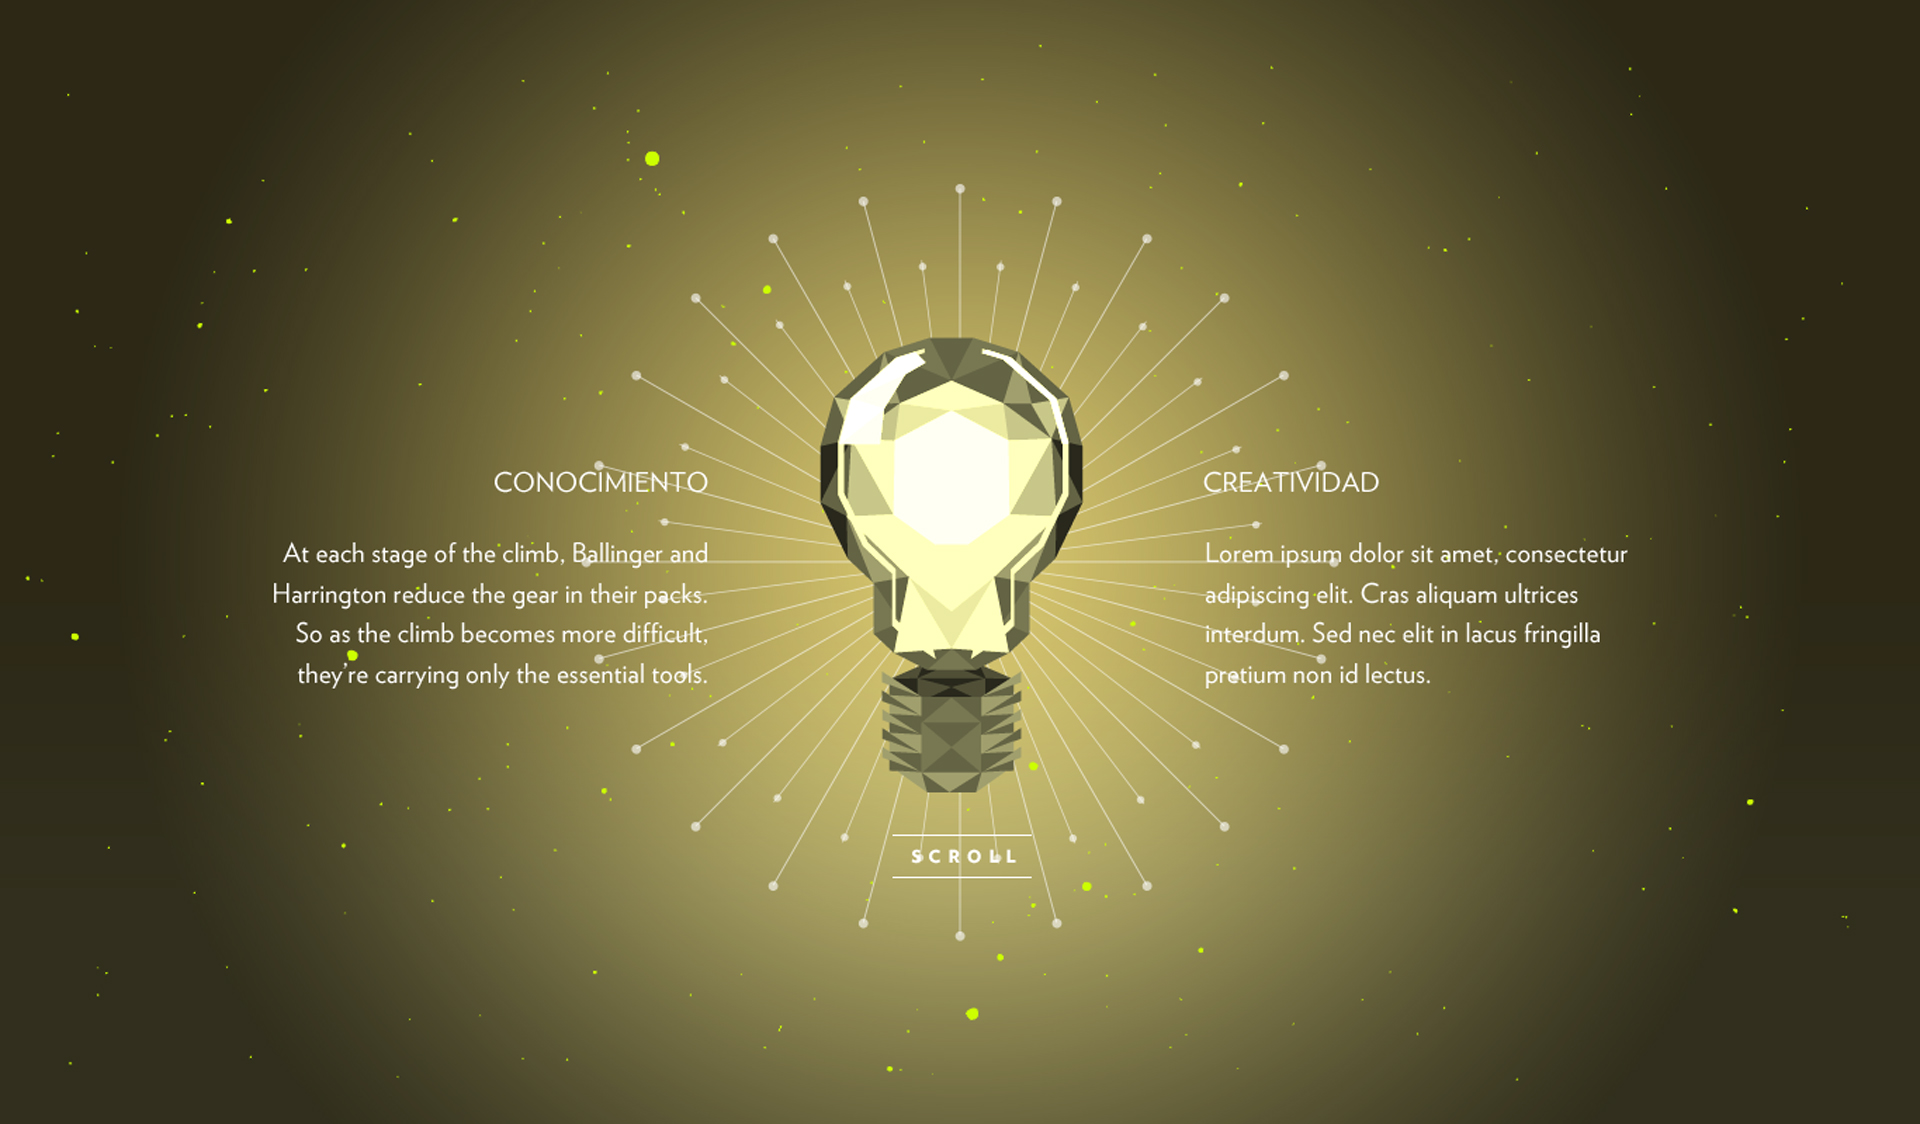 CONOCIMIENTO
At each stage of the climb, Ballinger and
Harrington reduce the gear in their packs.
So as the climb becomes more difficult,
they're carrying only the essential tools.
CREATIVIDAD
Lorem ipsum dolor sit amet, consectetur
adipiscing elit. Cras aliquam ultrices
interdum. Sed nec elit in lacus fringilla
pretium non id lectus.
SCROLL